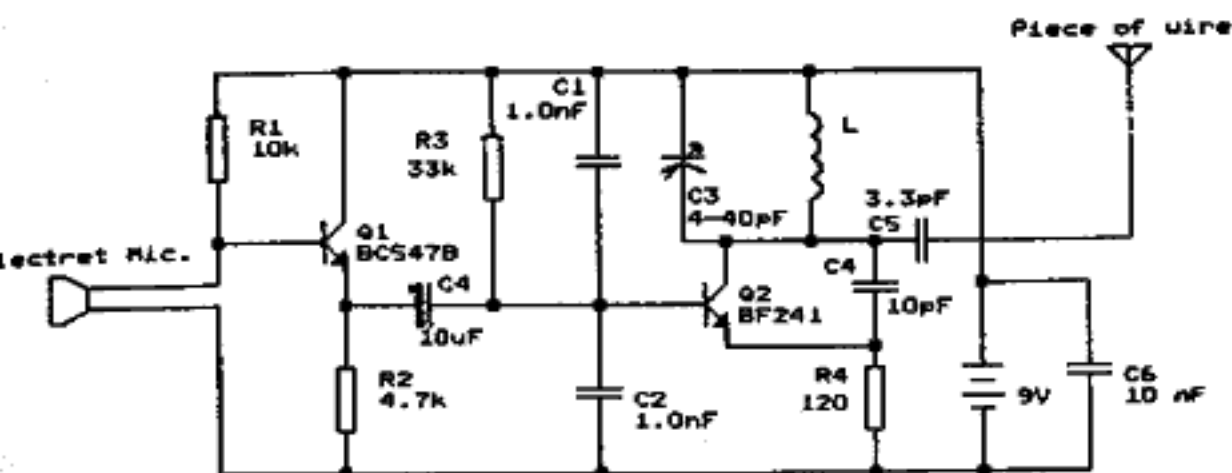 Piece of wire
C1
1.0nF
R1
10k
R3
33k
L
C3
4-40pF
3.3pF
C5
Q1
BC547B
lectret Mic.
C4
10uF
C4
10pF
Q2
BF241
R2
4.7k
C2
1.0nF
R4
120
9V
C6
10 nF